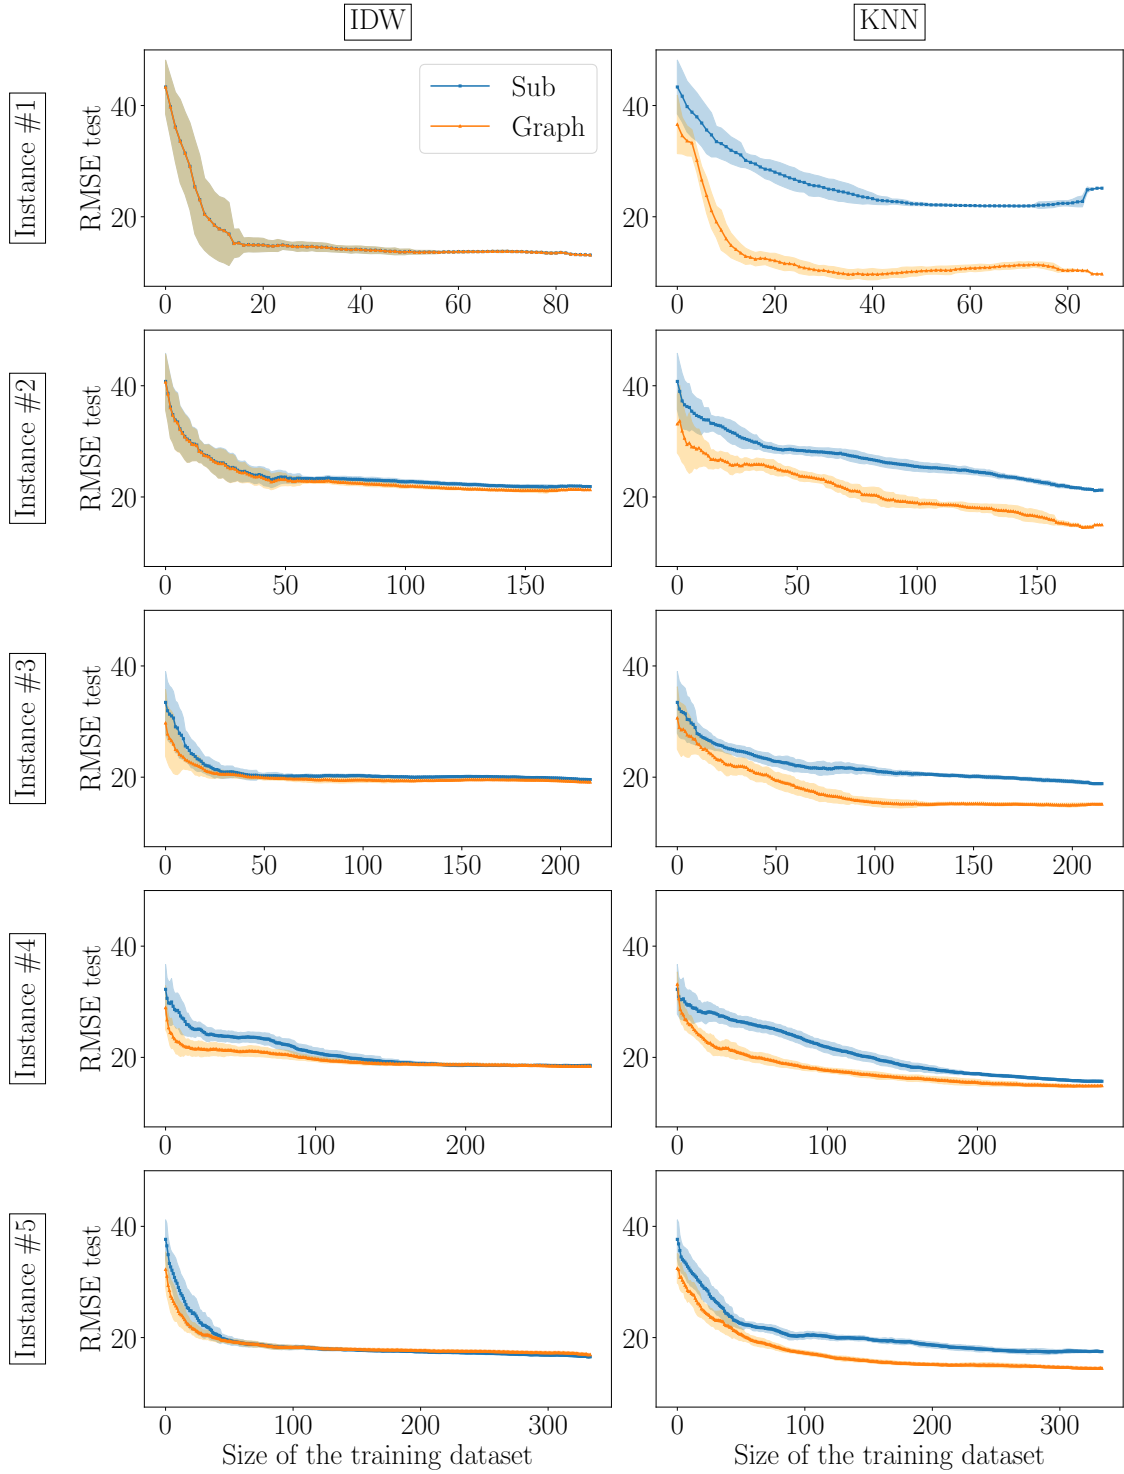 IDW
KNN
Instance #1
RMSE test
40
20
Sub
Graph
0 20 40 60 80
40
20
0 20 40 60 80
Instance #2
RMSE test
40
20
0 50 100 150
40
20
0 50 100 150
Instance #3
RMSE test
40
20
0 50 100 150 200
40
20
0 50 100 150 200
Instance #4
RMSE test
40
20
0 100 200
40
20
0 100 200
Instance #5
RMSE test
40
20
0 100 200 300
Size of the training dataset
40
20
0 100 200 300
Size of the training dataset